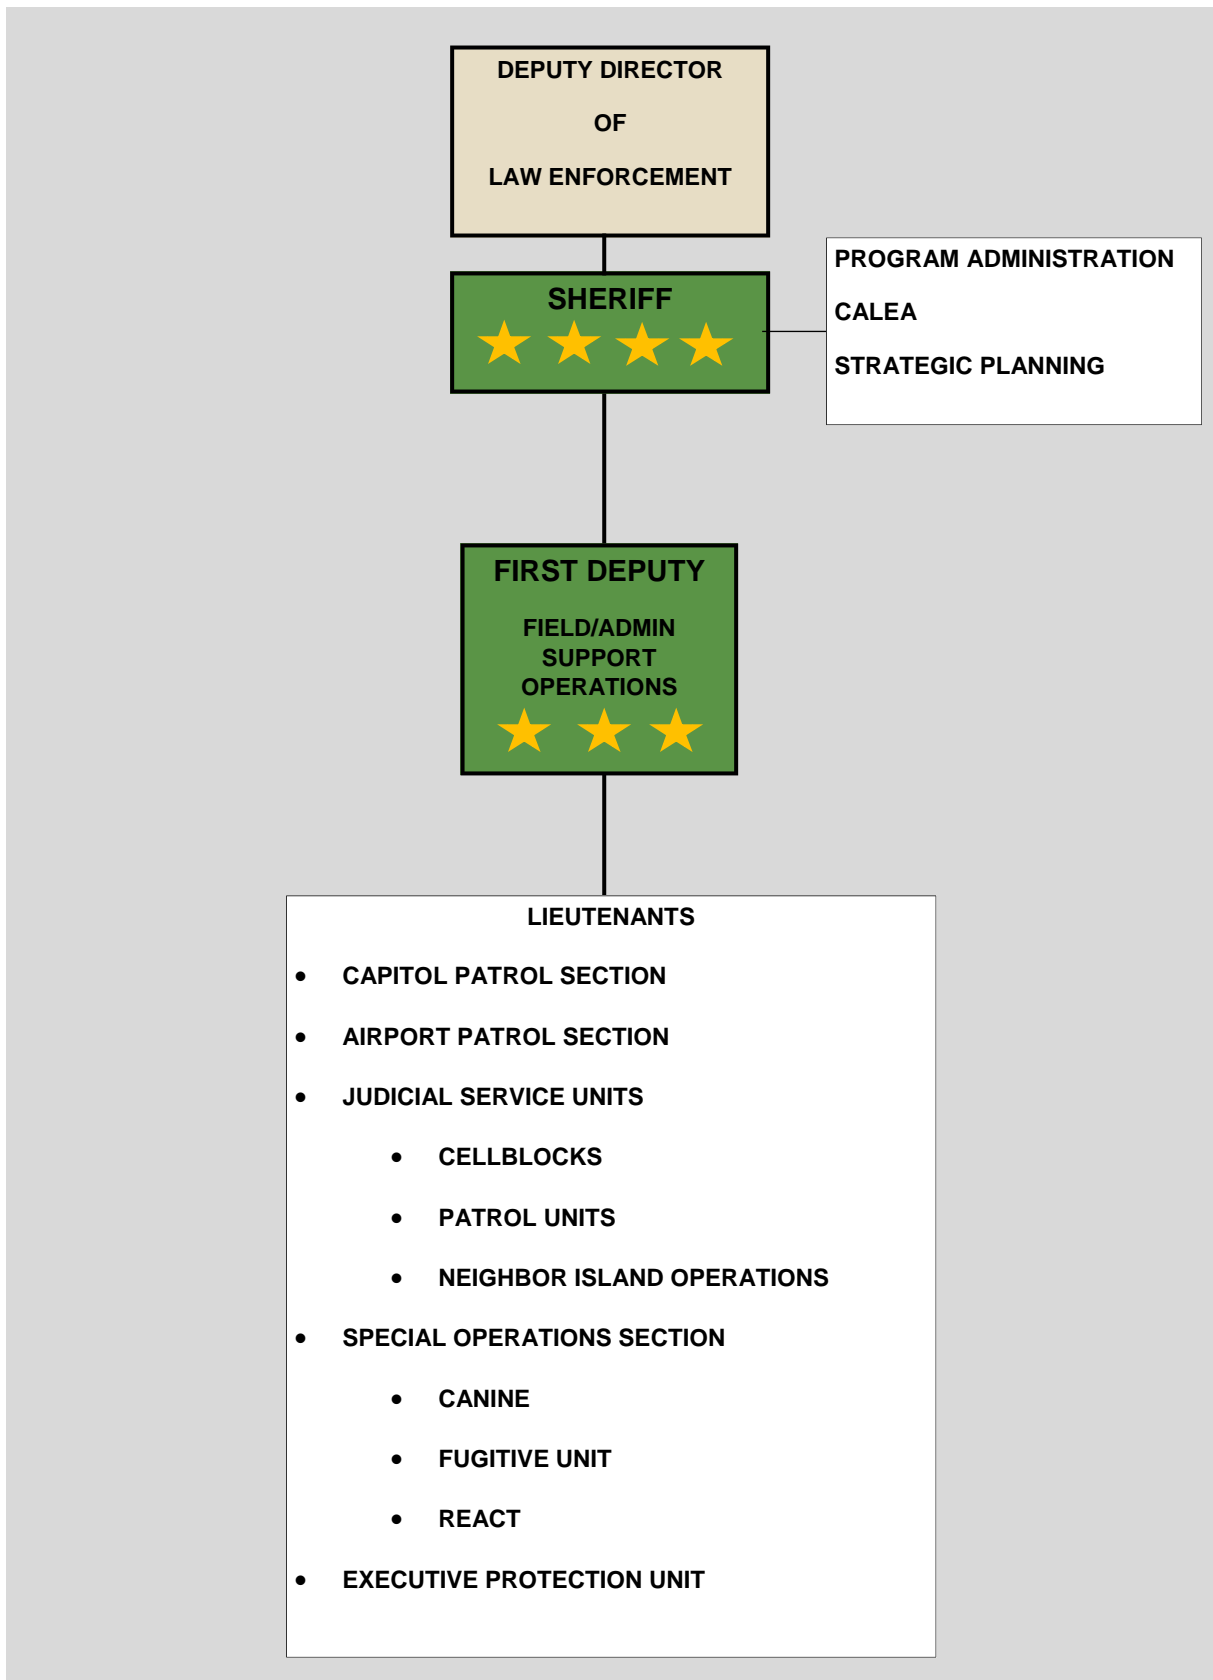 DEPUTY DIRECTOR
OF
LAW ENFORCEMENT
SHERIFF
PROGRAM ADMINISTRATION
CALEA
STRATEGIC PLANNING
FIRST DEPUTY
FIELD/ADMIN
SUPPORT
OPERATIONS
LIEUTENANTS
• CAPITOL PATROL SECTION
• AIRPORT PATROL SECTION
• JUDICIAL SERVICE UNITS
• CELLBLOCKS
• PATROL UNITS
• NEIGHBOR ISLAND OPERATIONS
• SPECIAL OPERATIONS SECTION
• CANINE
• FUGITIVE UNIT
• REACT
• EXECUTIVE PROTECTION UNIT